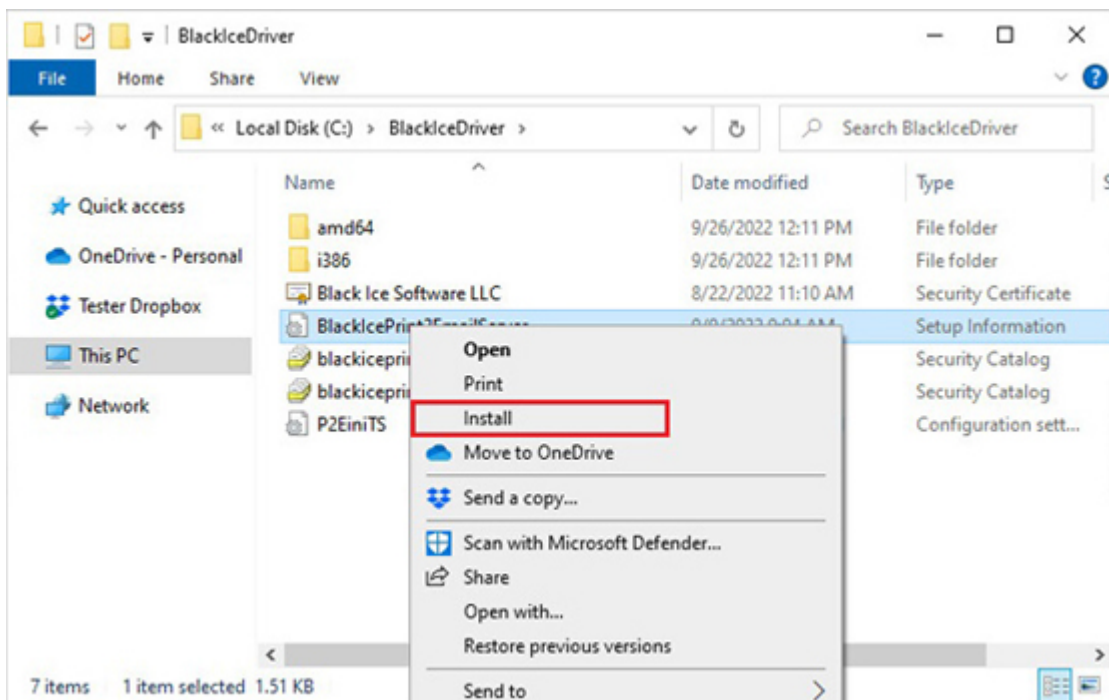 BlackIceDriver
File Home Share View
« Local Disk (C:) > BlackIceDriver > Search BlackIceDriver
Name Date modified Type
Quick access
OneDrive - Personal
Tester Dropbox
This PC
Network
amd64 9/26/2022 12:11 PM File folder
i386 9/26/2022 12:11 PM File folder
Black Ice Software LLC 8/22/2022 11:10 AM Security Certificate
BlackIcePrint2EmailServer Setup Information
blackicepri Security Catalog
blackicepri Security Catalog
P2EiniTS Configuration sett...
Open
Print
Install
Move to OneDrive
Send a copy...
Scan with Microsoft Defender...
Share
Open with...
Restore previous versions
Send to >
7 items 1 item selected 1.51 KB